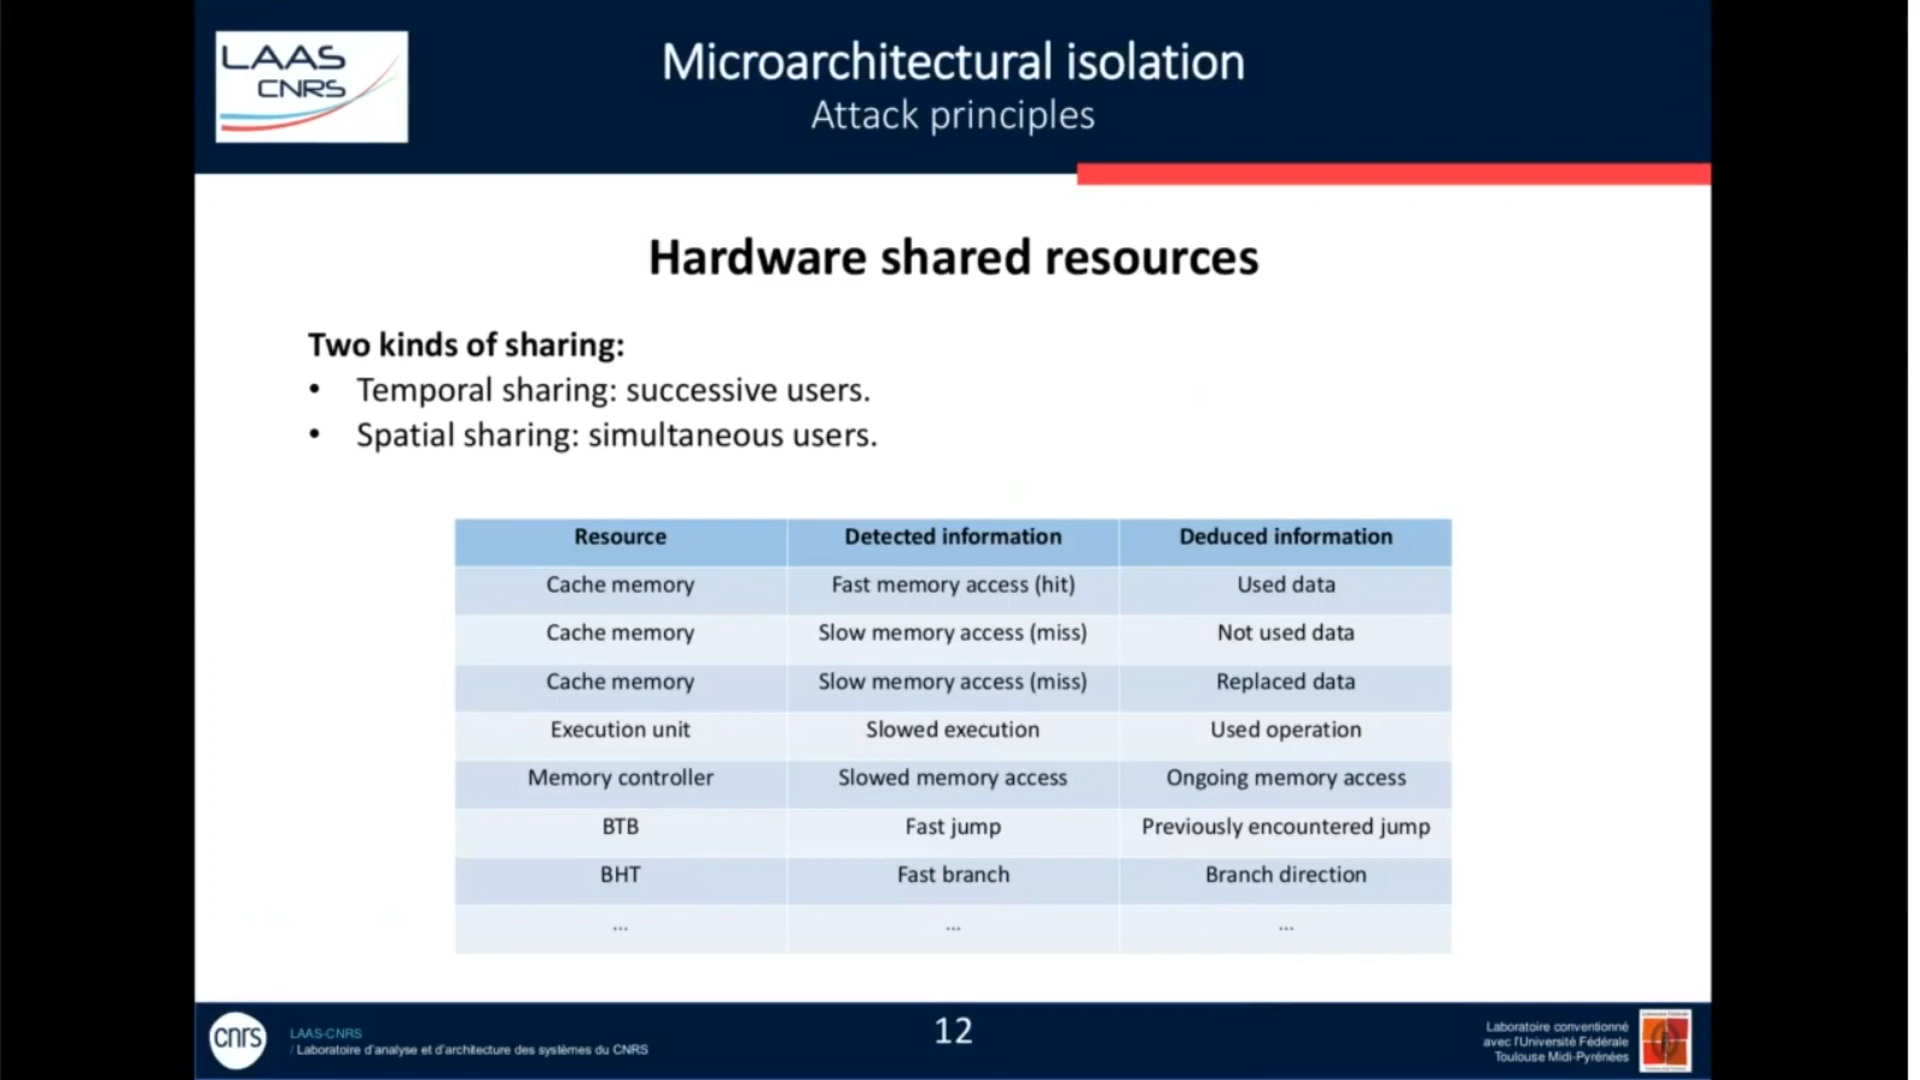 LAAS
CNRS
Microarchitectural isolation
Attack principles
Hardware shared resources
Two kinds of sharing:
• Temporal sharing: successive users.
• Spatial sharing: simultaneous users.
Resource Detected information Deduced information
Cache memory Fast memory access (hit) Used data
Cache memory Slow memory access (miss) Not used data
Cache memory Slow memory access (miss) Replaced data
Execution unit Slowed execution Used operation
Memory controller Slowed memory access Ongoing memory access
BTB Fast jump Previously encountered jump
BHT Fast branch Branch direction
... ... ...
cnrs
LAAS-CNRS
/ Laboratoire d'analyse et d'architecture des systèmes du CNRS
12
Laboratoire conventionné
avec l'Université Fédérale
Toulouse Midi-Pyrénées